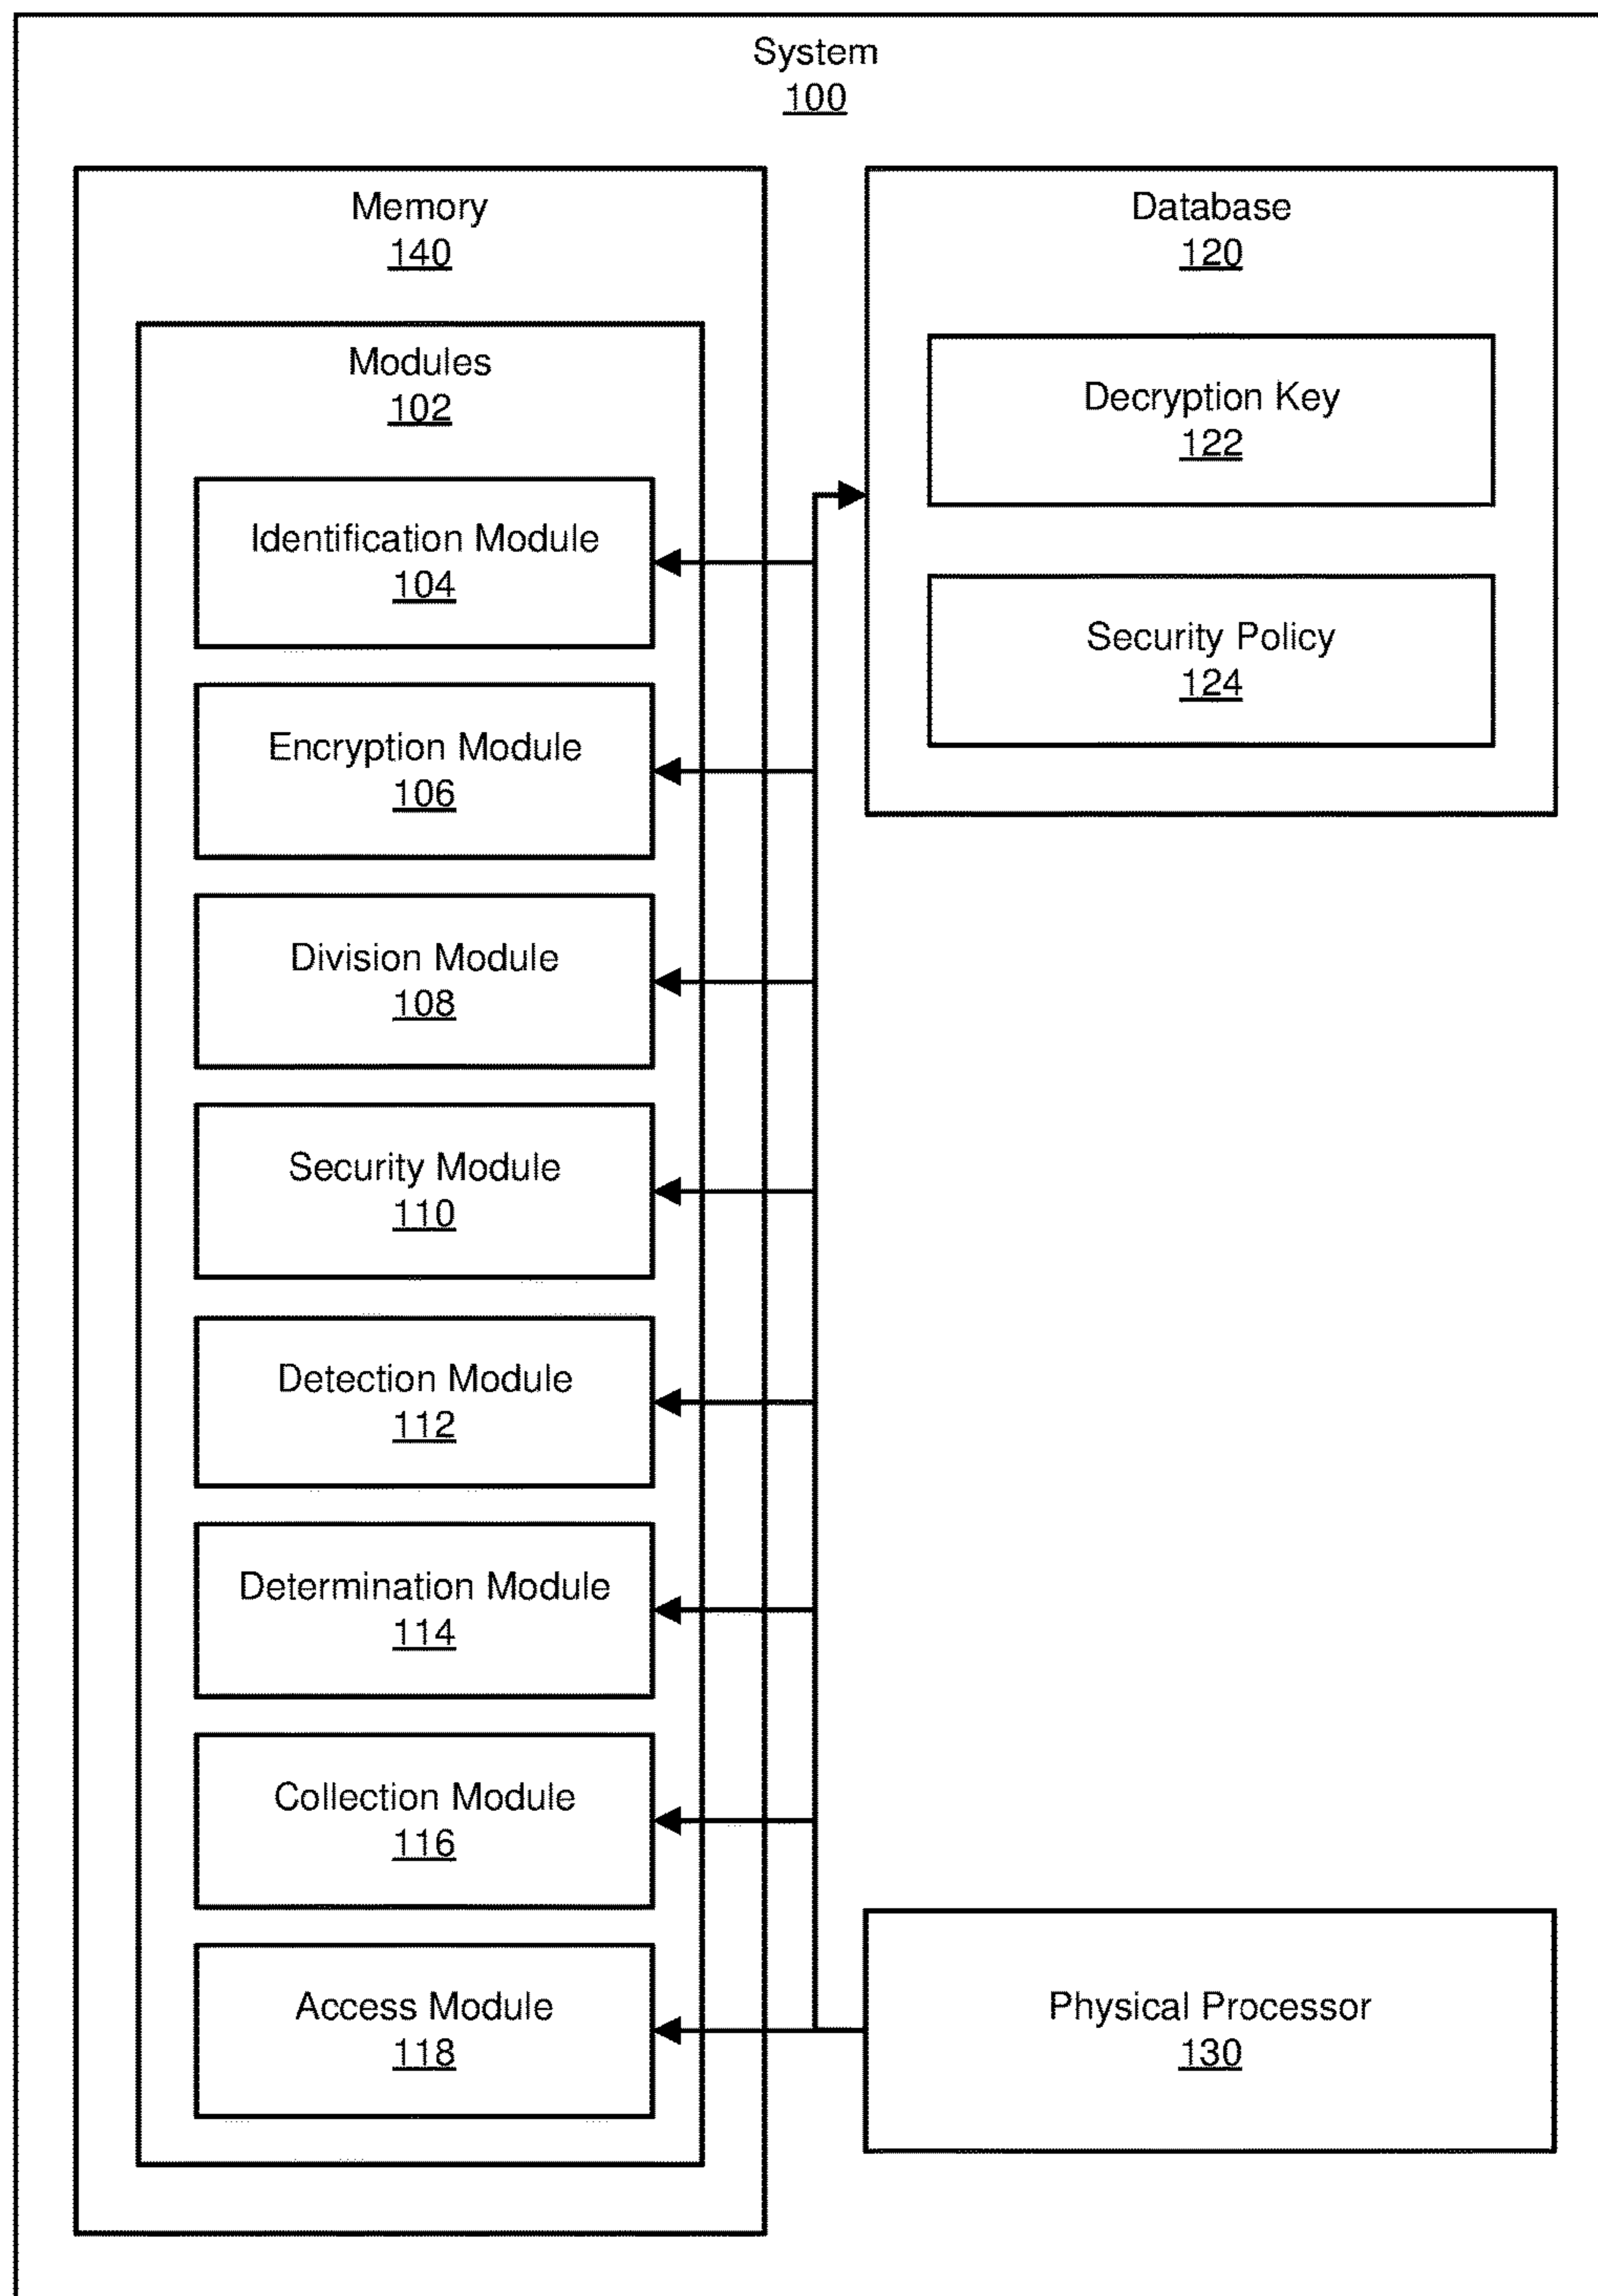 System
100
Memory
140
Modules
102
Identification Module
104
Encryption Module
106
Division Module
108
Security Module
110
Detection Module
112
Determination Module
114
Collection Module
116
Access Module
118
Database
120
Decryption Key
122
Security Policy
124
Physical Processor
130